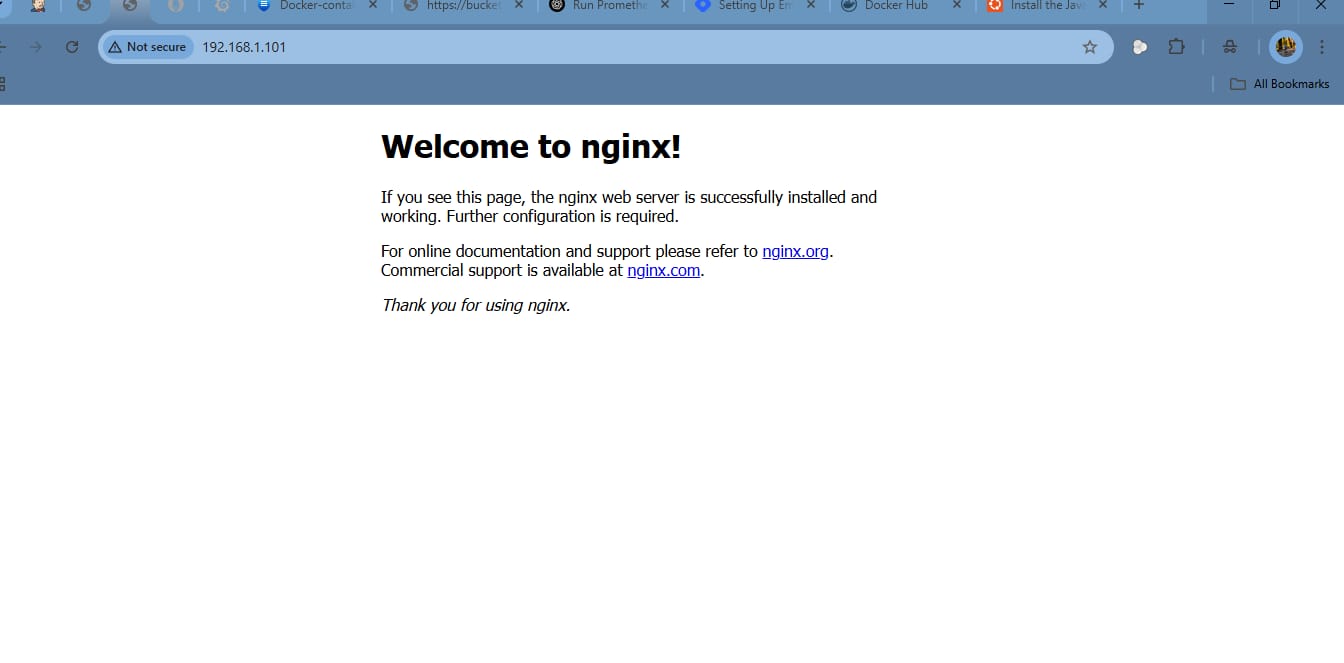 Docker-conta
https://bucket
Run Promethe
Setting Up Em
Docker Hub
Install the Java
Not secure
192.168.1.101
All Bookmarks
Welcome to nginx!
If you see this page, the nginx web server is successfully installed and
working. Further configuration is required.
For online documentation and support please refer to nginx.org.
Commercial support is available at nginx.com.
Thank you for using nginx.